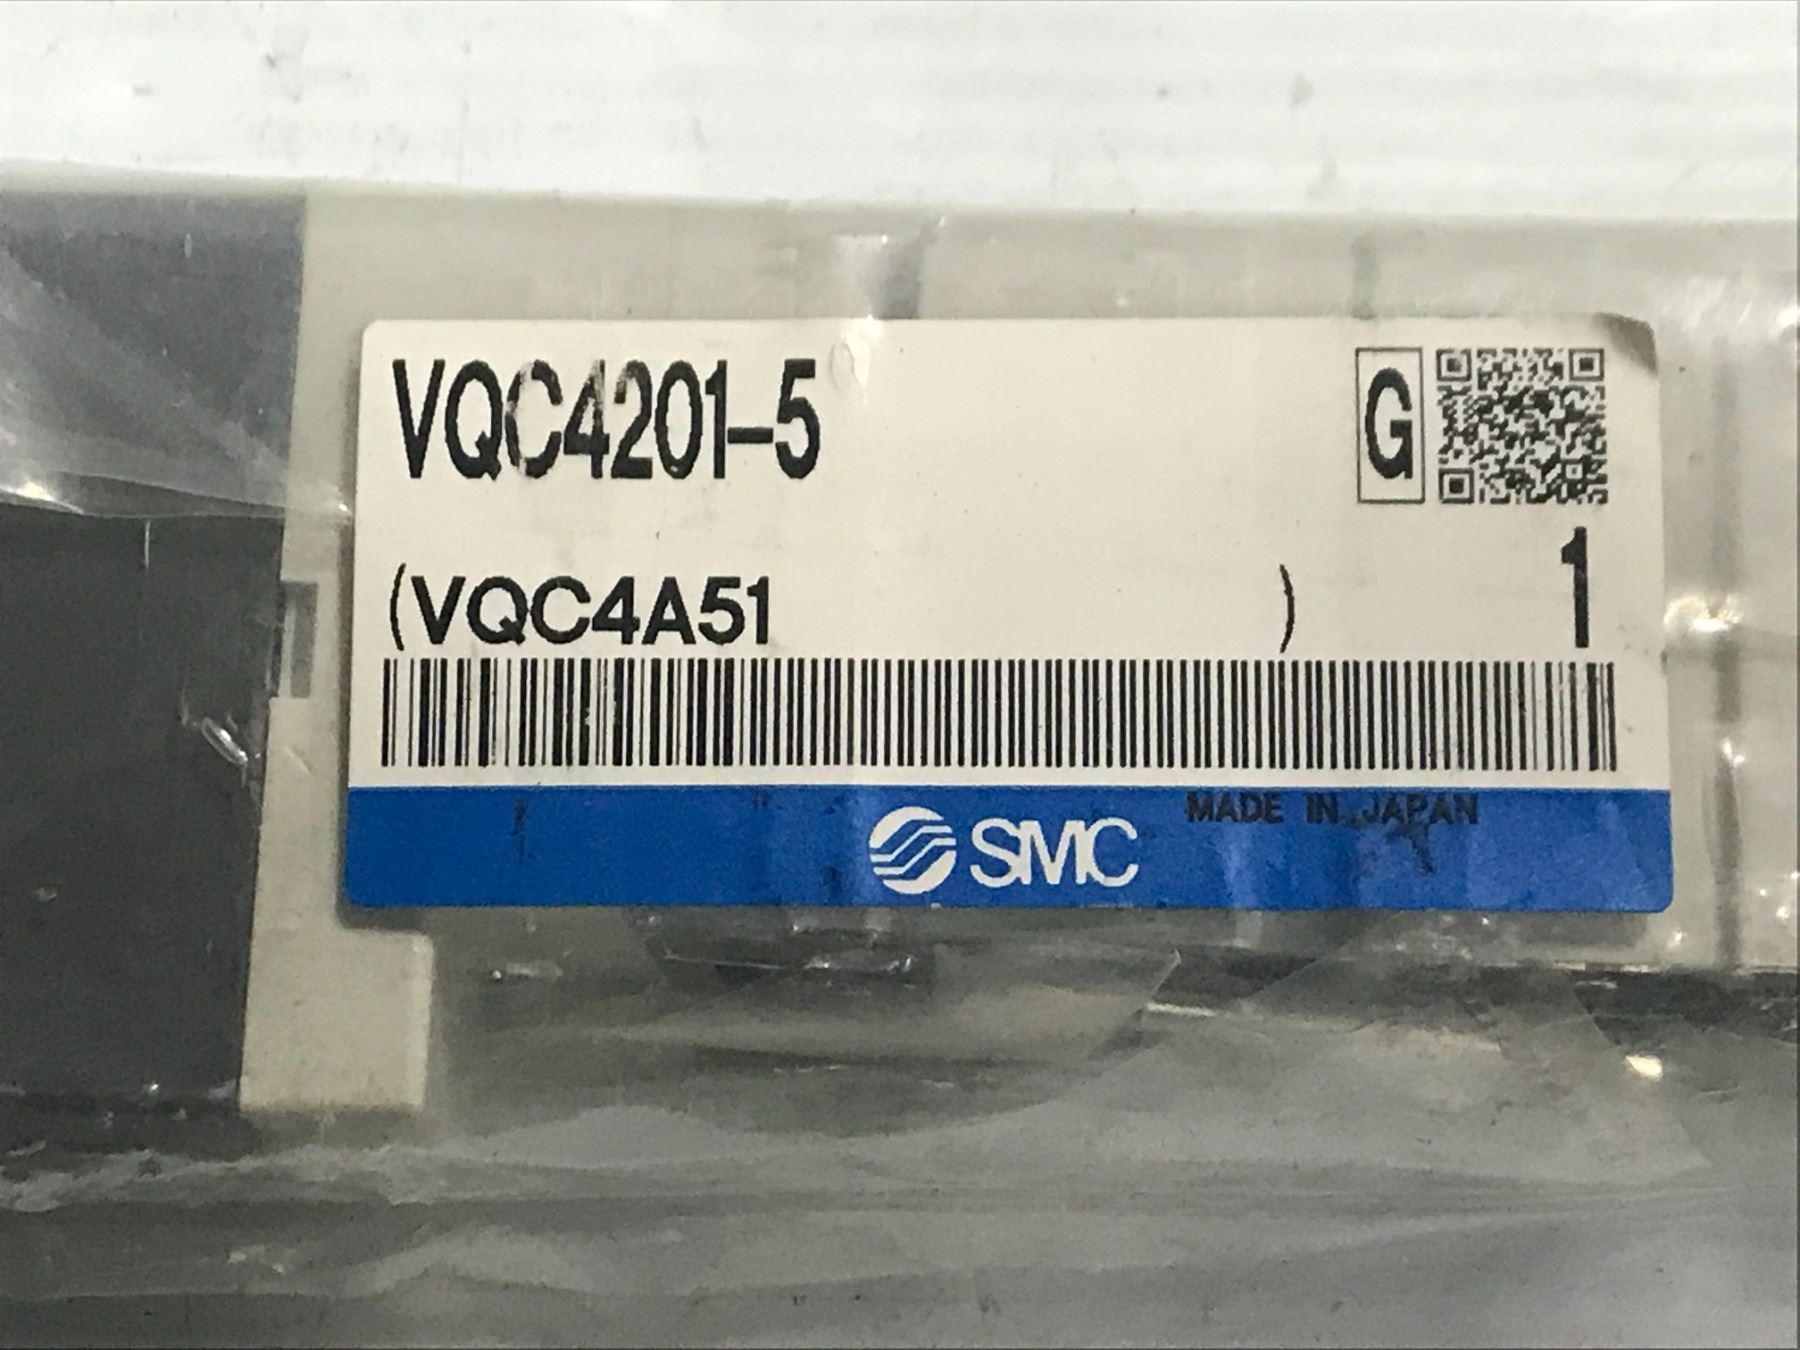 VQC4201-5
G
(VQC4A51 )
1
MADE IN JAPAN
SMC